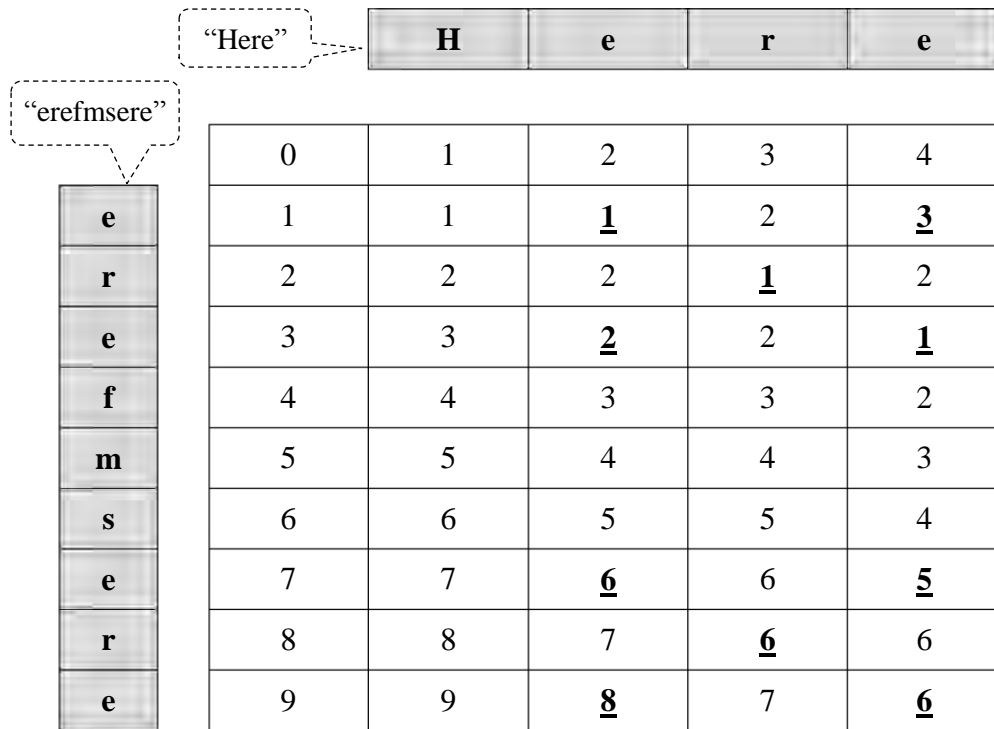 “Here” H e r e
“erefmsere”
0 1 2 3 4
e 1 1 1 2 3
r 2 2 2 1 2
e 3 3 2 2 1
f 4 4 3 3 2
m 5 5 4 4 3
s 6 6 5 5 4
e 7 7 6 6 5
r 8 8 7 6 6
e 9 9 8 7 6